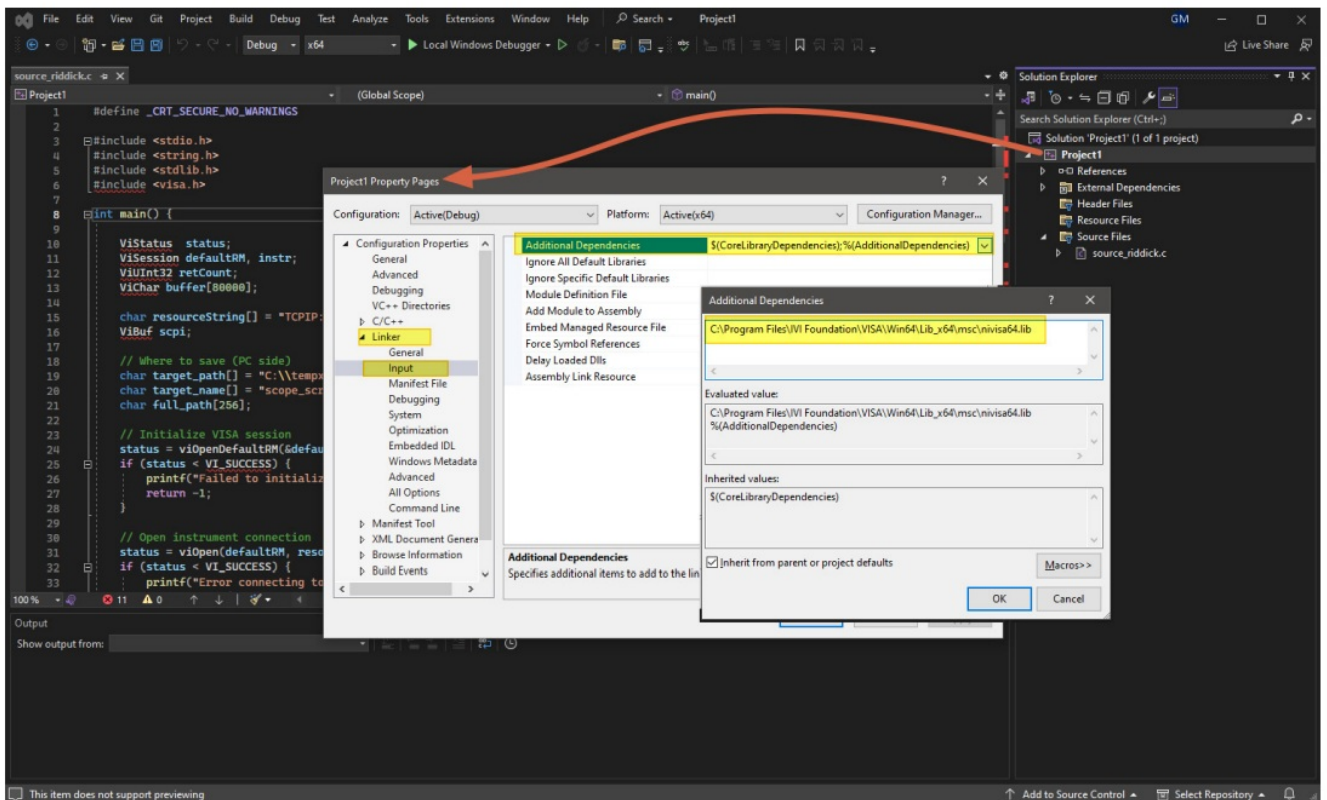 File Edit View Git Project Build Debug Test Analyze Tools Extensions Window Help Search Project1 GM
Debug x64 Local Windows Debugger Live Share
source_riddick.c
Project1 (Global Scope) main()
1 #define _CRT_SECURE_NO_WARNINGS
2
3 #include <stdio.h>
4 #include <string.h>
5 #include <stdlib.h>
6 #include <visa.h>
7
8 int main() {
9
10 ViStatus status;
11 ViSession defaultRM, instr;
12 ViUInt32 retCount;
13 ViChar buffer[80000];
14
15 char resourceString[] = "TCPIP:
16 ViBuf scpi;
17
18 // Where to save (PC side)
19 char target_path[] = "C:\\tempx
20 char target_name[] = "scope_scr
21 char full_path[256];
22
23 // Initialize VISA session
24 status = viOpenDefaultRM(&defau
25 if (status < VI_SUCCESS) {
26 printf("Failed to initializ
27 return -1;
28 }
29
30 // Open instrument connection
31 status = viOpen(defaultRM, reso
32 if (status < VI_SUCCESS) {
33 printf("Error connecting to
100 % 11 0
Output
Show output from:
This item does not support previewing
Project1 Property Pages ? X
Configuration: Active(Debug) Platform: Active(x64) Configuration Manager...
Configuration Properties
General
Advanced
Debugging
VC++ Directories
C/C++
Linker
General
Input
Manifest File
Debugging
System
Optimization
Embedded IDL
Windows Metadata
Advanced
All Options
Command Line
Manifest Tool
XML Document Genera
Browse Information
Build Events
Additional Dependencies $(CoreLibraryDependencies);%(AdditionalDependencies)
Ignore All Default Libraries
Ignore Specific Default Libraries
Module Definition File
Add Module to Assembly
Embed Managed Resource File
Force Symbol References
Delay Loaded Dlls
Assembly Link Resource
Additional Dependencies
Specifies additional items to add to the lin
Additional Dependencies ? X
C:\Program Files\IVI Foundation\VISA\Win64\Lib_x64\msc\nivisa64.lib
Evaluated value:
C:\Program Files\IVI Foundation\VISA\Win64\Lib_x64\msc\nivisa64.lib
%(AdditionalDependencies)
Inherited values:
$(CoreLibraryDependencies)
Inherit from parent or project defaults Macros>>
OK Cancel
Solution Explorer
Search Solution Explorer (Ctrl+;)
Solution 'Project1' (1 of 1 project)
Project1
References
External Dependencies
Header Files
Resource Files
Source Files
source_riddick.c
Add to Source Control Select Repository